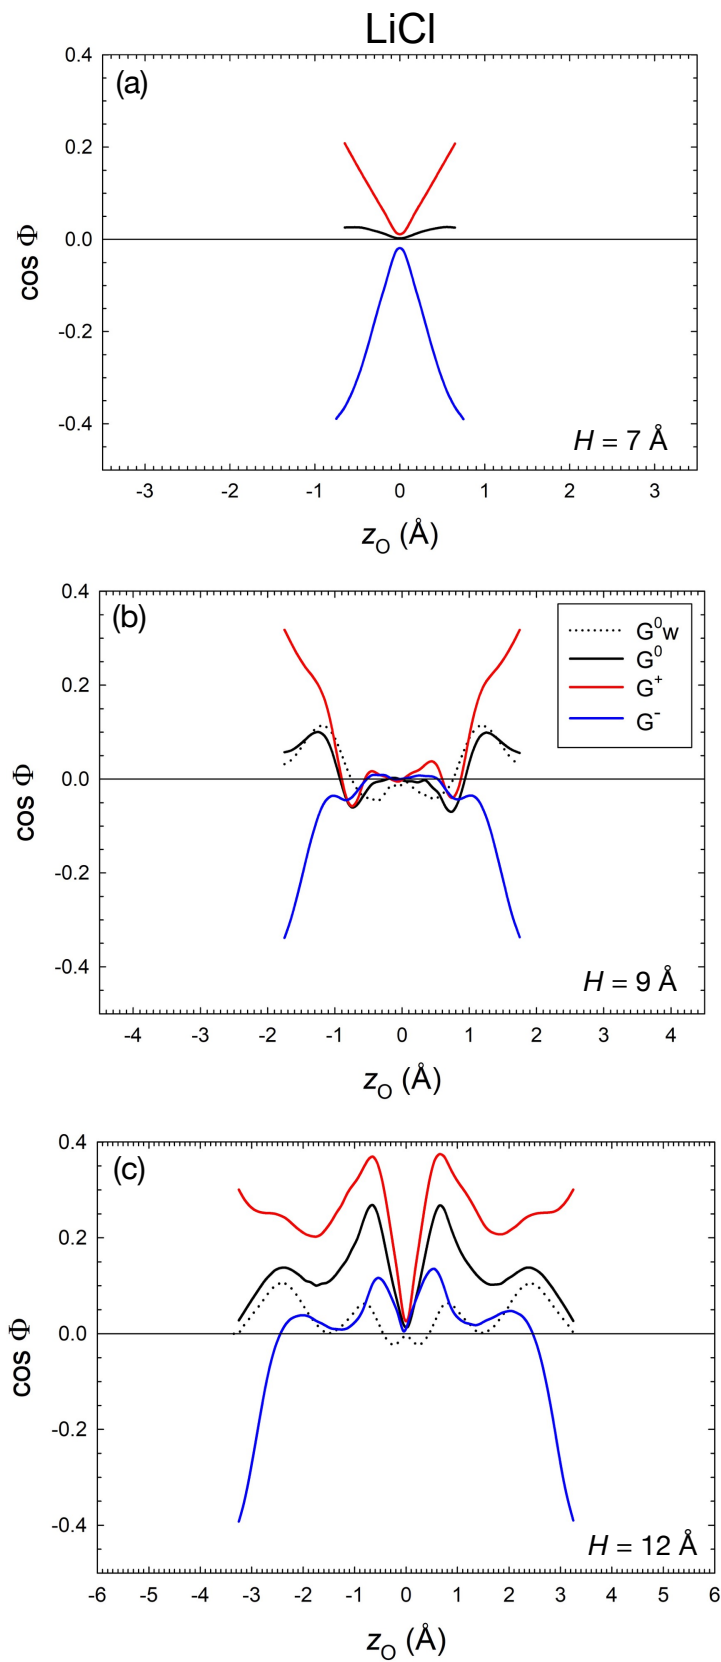 LiCl
(a)
0.4
0.2
0.0
-0.2
-0.4
cos Φ
H = 7 Å
-3 -2 -1 0 1 2 3
z_O (Å)
(b)
0.4
0.2
0.0
-0.2
-0.4
cos Φ
G⁰w
G⁰
G⁺
G⁻
H = 9 Å
-4 -3 -2 -1 0 1 2 3 4
z_O (Å)
(c)
0.4
0.2
0.0
-0.2
-0.4
cos Φ
H = 12 Å
-6 -5 -4 -3 -2 -1 0 1 2 3 4 5 6
z_O (Å)